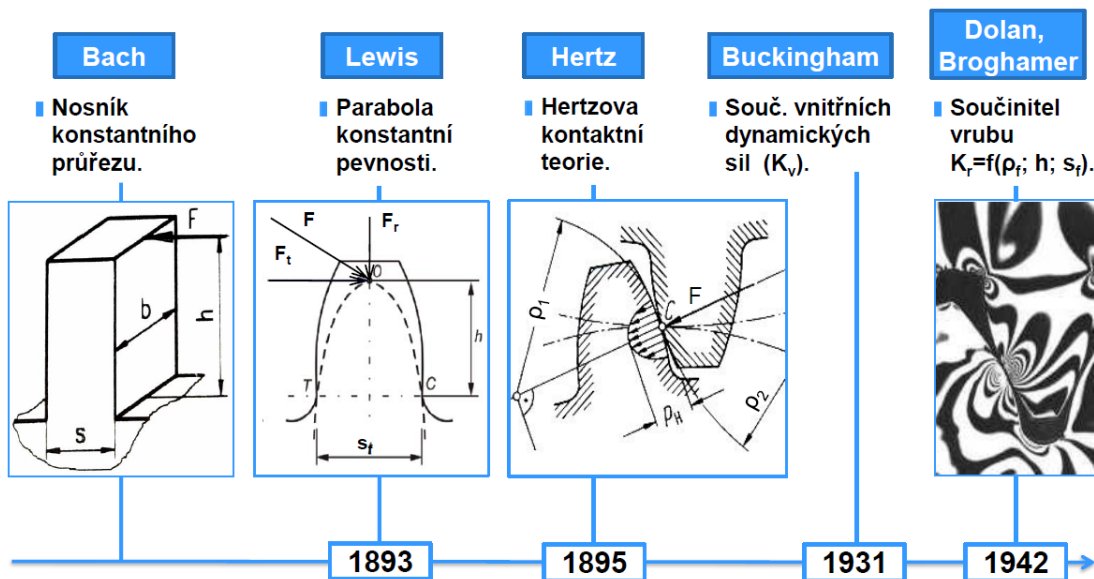 Bach
Nosník
konstantního
průřezu.
F
b
h
s
Lewis
Parabola
konstantní
pevnosti.
F
Fr
Ft
O
h
T
C
sf
1893
Hertz
Hertzova
kontaktní
teorie.
ρ1
F
C
ρH
ρ2
1895
Buckingham
Souč. vnitřních
dynamických
sil (Kv).
1931
Dolan,
Broghamer
Součinitel
vrubu
Kr=f(ρf; h; sf).
1942